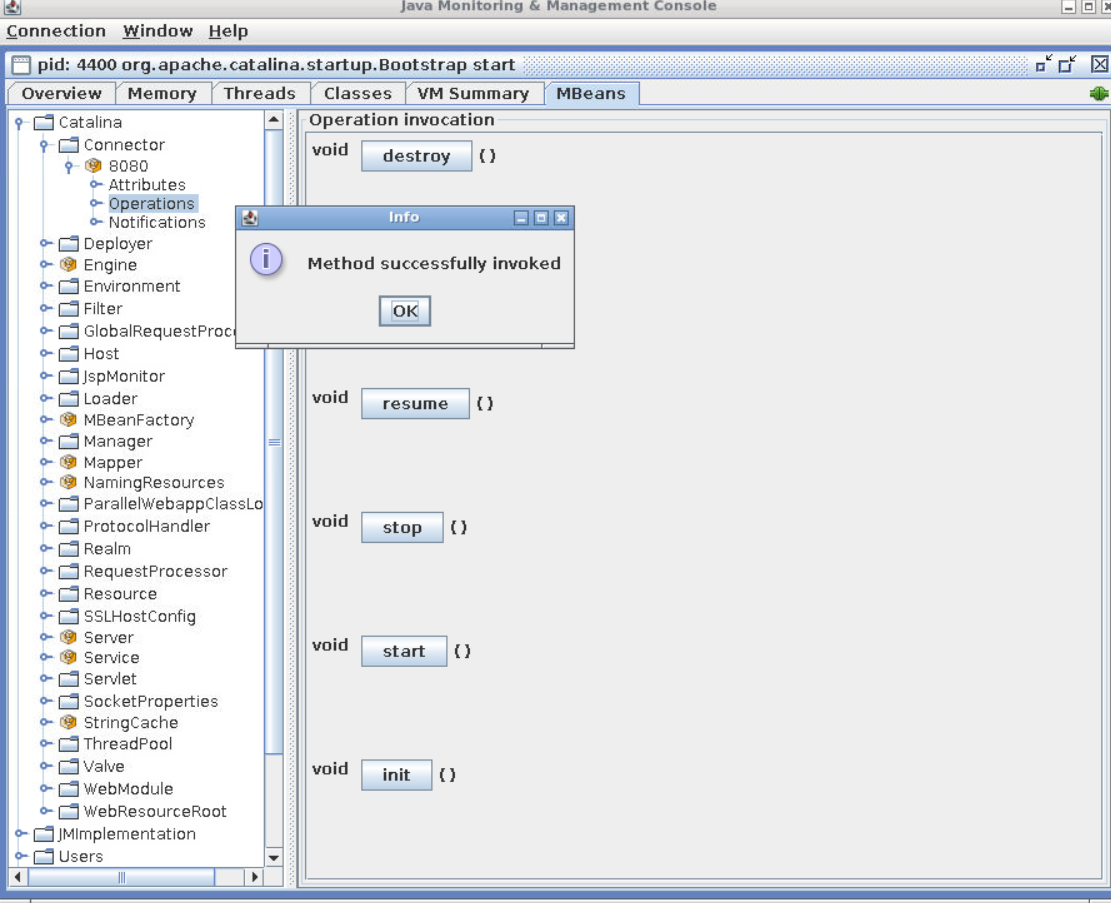 Java Monitoring & Management Console
Connection Window Help
pid: 4400 org.apache.catalina.startup.Bootstrap start
Overview Memory Threads Classes VM Summary MBeans
Catalina
Connector
8080
Attributes
Operations
Notifications
Deployer
Engine
Environment
Filter
GlobalRequestProc
Host
JspMonitor
Loader
MBeanFactory
Manager
Mapper
NamingResources
ParallelWebappClassLo
ProtocolHandler
Realm
RequestProcessor
Resource
SSLHostConfig
Server
Service
Servlet
SocketProperties
StringCache
ThreadPool
Valve
WebModule
WebResourceRoot
JMImplementation
Users
Operation invocation
void destroy ()
Info
i
Method successfully invoked
OK
void resume ()
void stop ()
void start ()
void init ()